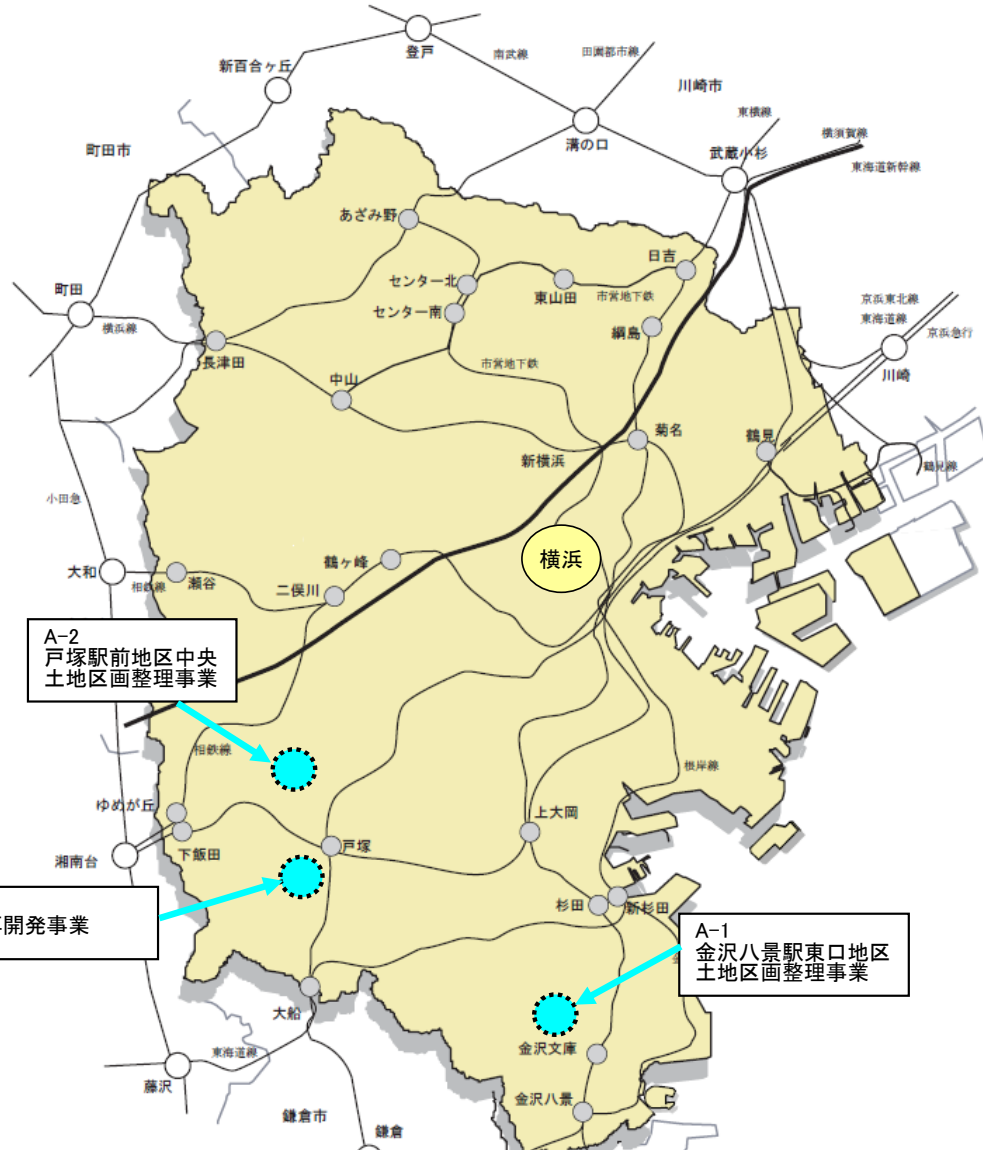 登戸
南武線
田園都市線
新百合ヶ丘
川崎市
東横線
横須賀線
溝の口
武蔵小杉
東海道新幹線
町田市
あざみ野
日吉
センター北
東山田
市営地下鉄
町田
京浜東北線
東海道線
京浜急行
センター南
綱島
横浜線
長津田
市営地下鉄
川崎
中山
菊名
鶴見
新横浜
鶴見線
小田急
横浜
鶴ヶ峰
大和
相鉄線
瀬谷
二俣川
A-2
戸塚駅前地区中央
土地区画整理事業
相鉄線
根岸線
ゆめが丘
上大岡
下飯田
戸塚
湘南台
開発事業
杉田
新杉田
A-1
金沢八景駅東口地区
土地区画整理事業
大船
金沢文庫
東海道線
藤沢
金沢八景
鎌倉市
鎌倉